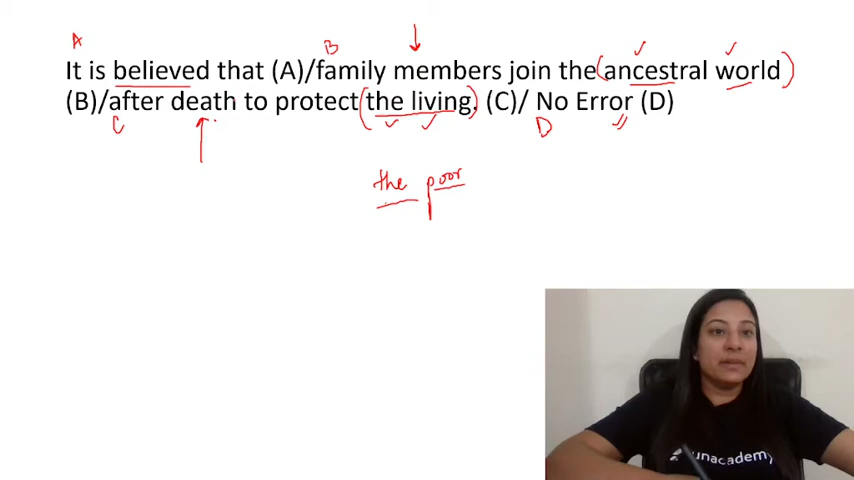 A
B
It is believed that (A)/family members join the ancestral world
(B)/after death to protect the living. (C)/ No Error (D)
C
D
the poor
unacademy